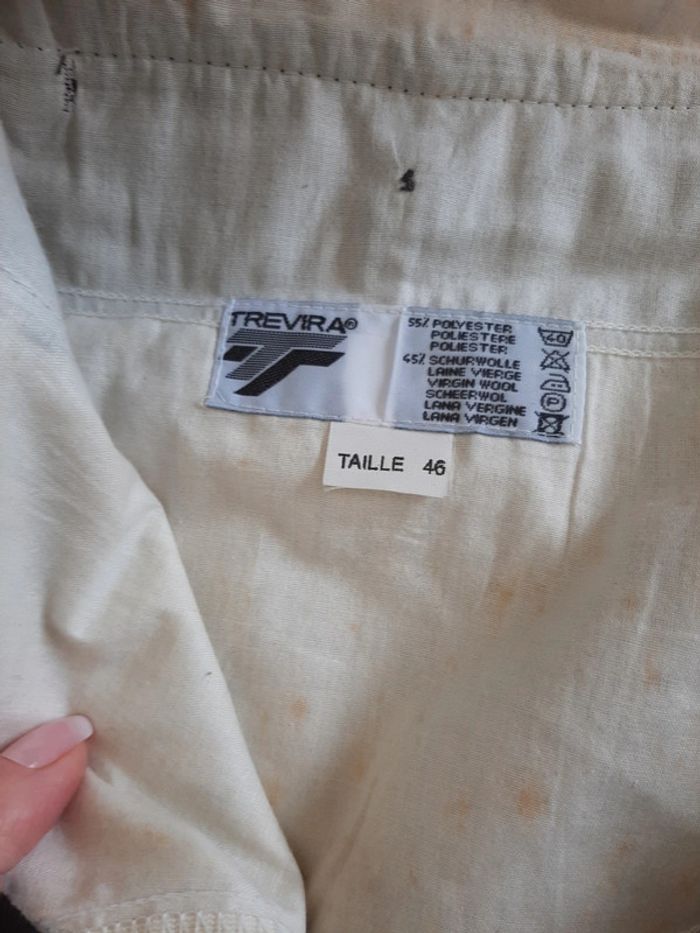 TREVIRA®
55% POLYESTER
POLIESTERE
POLIESTER
45% SCHURWOLLE
LAINE VIERGE
VIRGIN WOOL
SCHEERWOL
LANA VERGINE
LANA VIRGEN
40
P
TAILLE 46